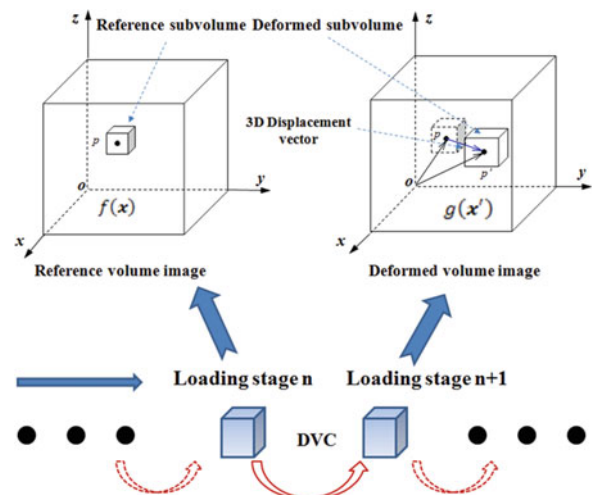 z
Reference subvolume Deformed subvolume
z
p
3D Displacement
vector
p
p'
o
y
o
y
f(x)
g(x')
x
x
Reference volume image
Deformed volume image
Loading stage n
Loading stage n+1
DVC